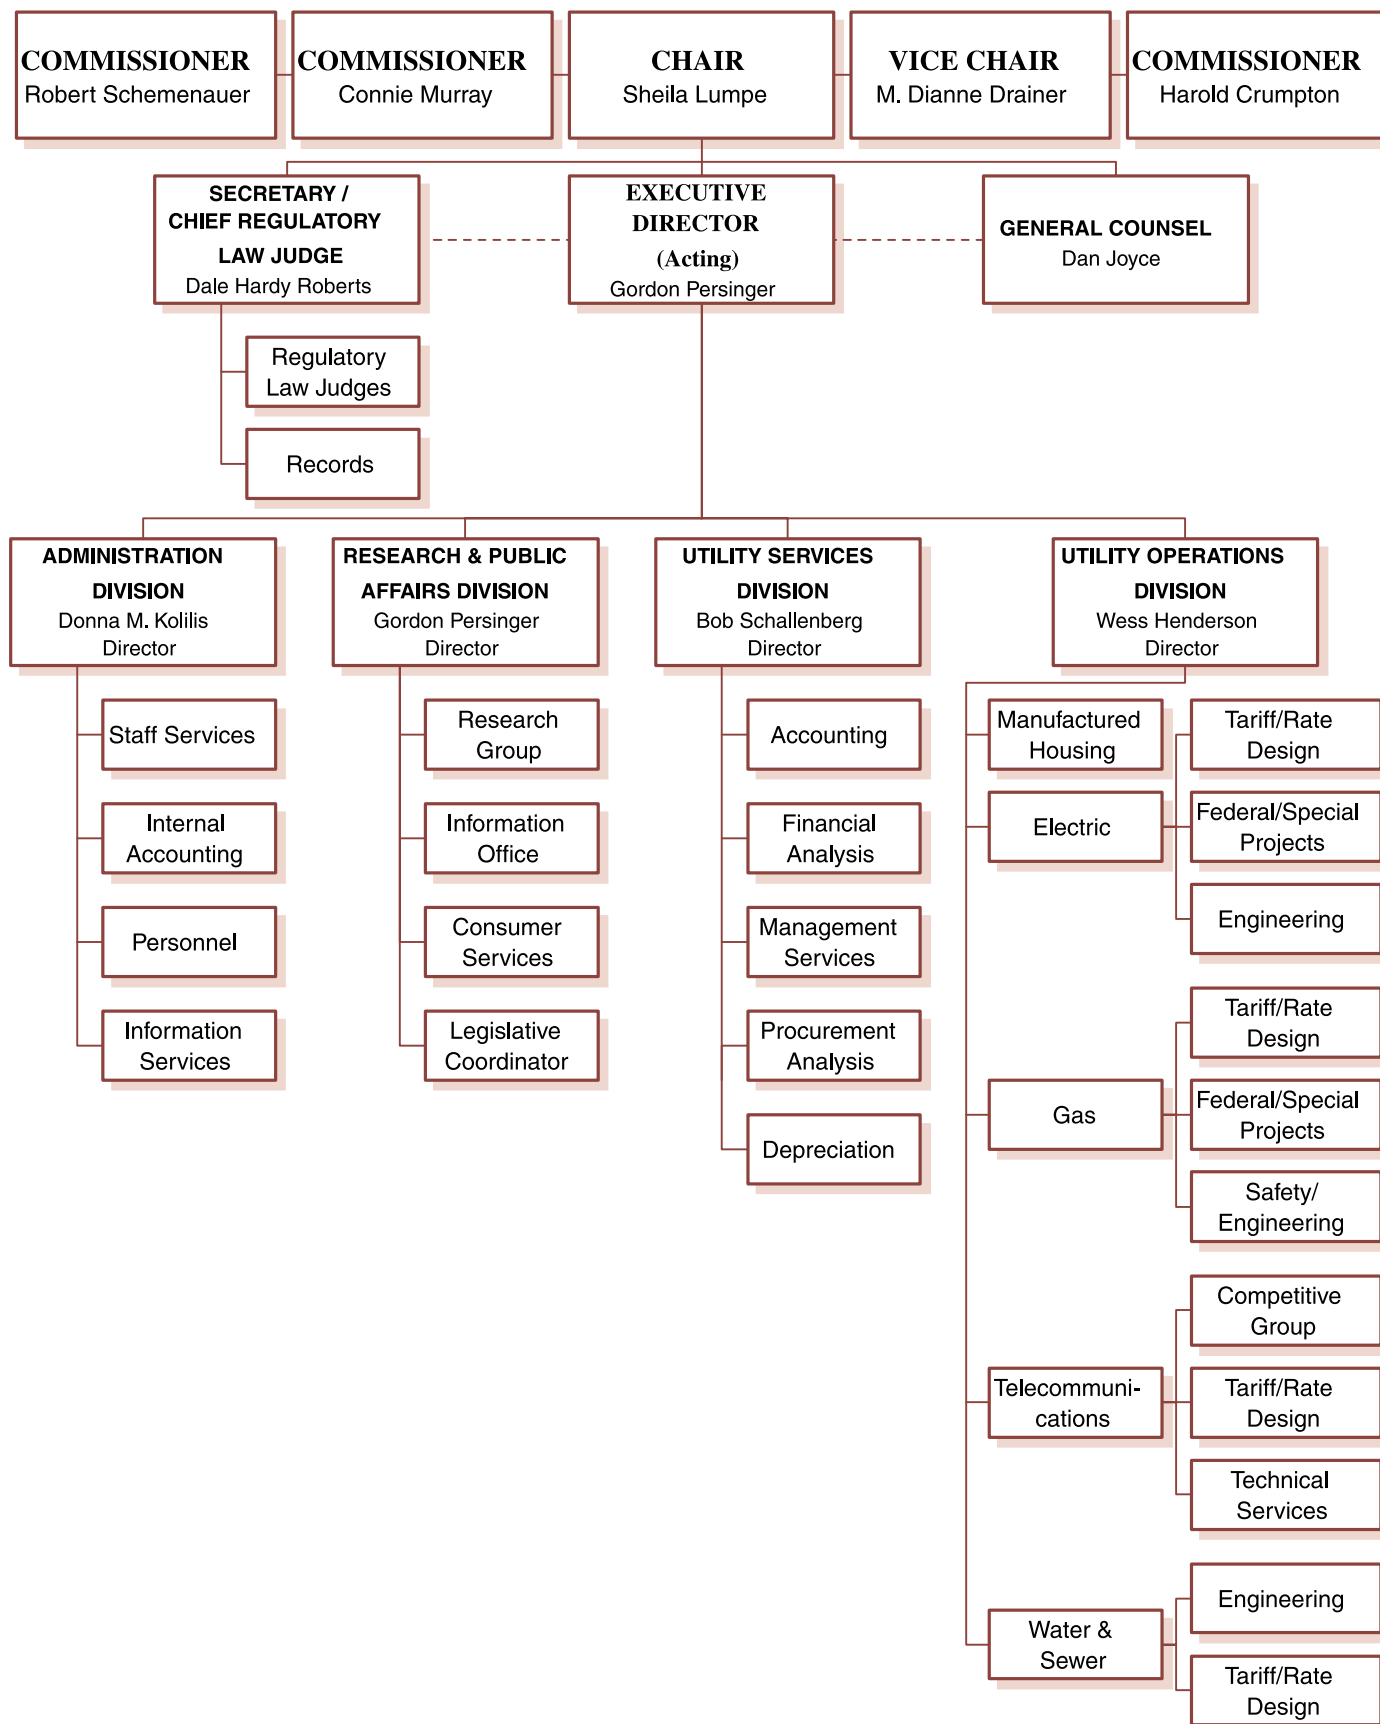 COMMISSIONER
Robert Schemenauer
COMMISSIONER
Connie Murray
CHAIR
Sheila Lumpe
VICE CHAIR
M. Dianne Drainer
COMMISSIONER
Harold Crumpton
SECRETARY /
CHIEF REGULATORY
LAW JUDGE
Dale Hardy Roberts
EXECUTIVE
DIRECTOR
(Acting)
Gordon Persinger
GENERAL COUNSEL
Dan Joyce
Regulatory
Law Judges
Records
ADMINISTRATION
DIVISION
Donna M. Kolilis
Director
RESEARCH & PUBLIC
AFFAIRS DIVISION
Gordon Persinger
Director
UTILITY SERVICES
DIVISION
Bob Schallenberg
Director
UTILITY OPERATIONS
DIVISION
Wess Henderson
Director
Staff Services
Internal
Accounting
Personnel
Information
Services
Research
Group
Information
Office
Consumer
Services
Legislative
Coordinator
Accounting
Financial
Analysis
Management
Services
Procurement
Analysis
Depreciation
Manufactured
Housing
Electric
Tariff/Rate
Design
Federal/Special
Projects
Engineering
Gas
Tariff/Rate
Design
Federal/Special
Projects
Safety/
Engineering
Telecommuni-
cations
Competitive
Group
Tariff/Rate
Design
Technical
Services
Water &
Sewer
Engineering
Tariff/Rate
Design